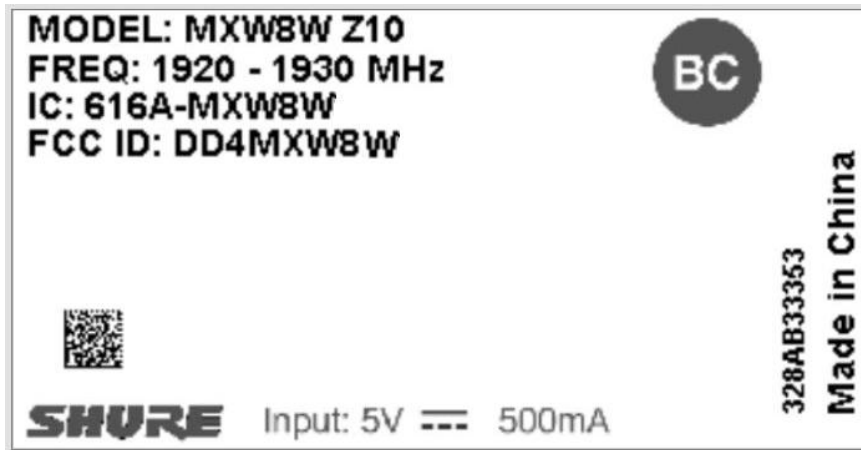 MODEL: MXW8W Z10
FREQ: 1920 - 1930 MHz
IC: 616A-MXW8W
FCC ID: DD4MXW8W
BC
328AB33353
Made in China
SHURE
Input: 5V ⎓ 500mA